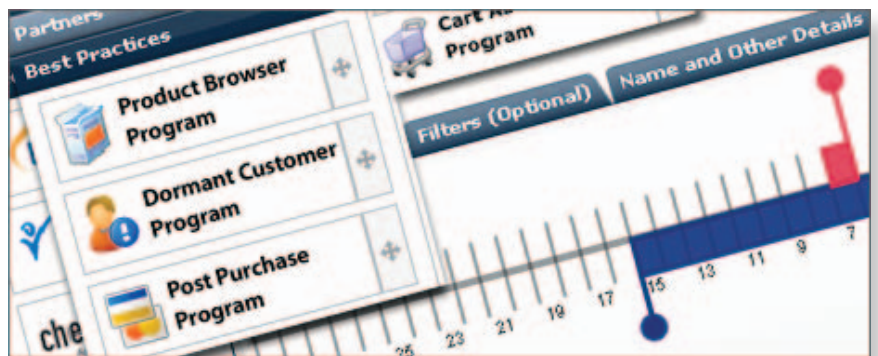 Partners
Best Practices
Product Browser
Program
Dormant Customer
Program
Post Purchase
Program
Cart
Program
Filters (Optional)
Name and Other Details
25 23 21 19 17 15 13 11 9 7